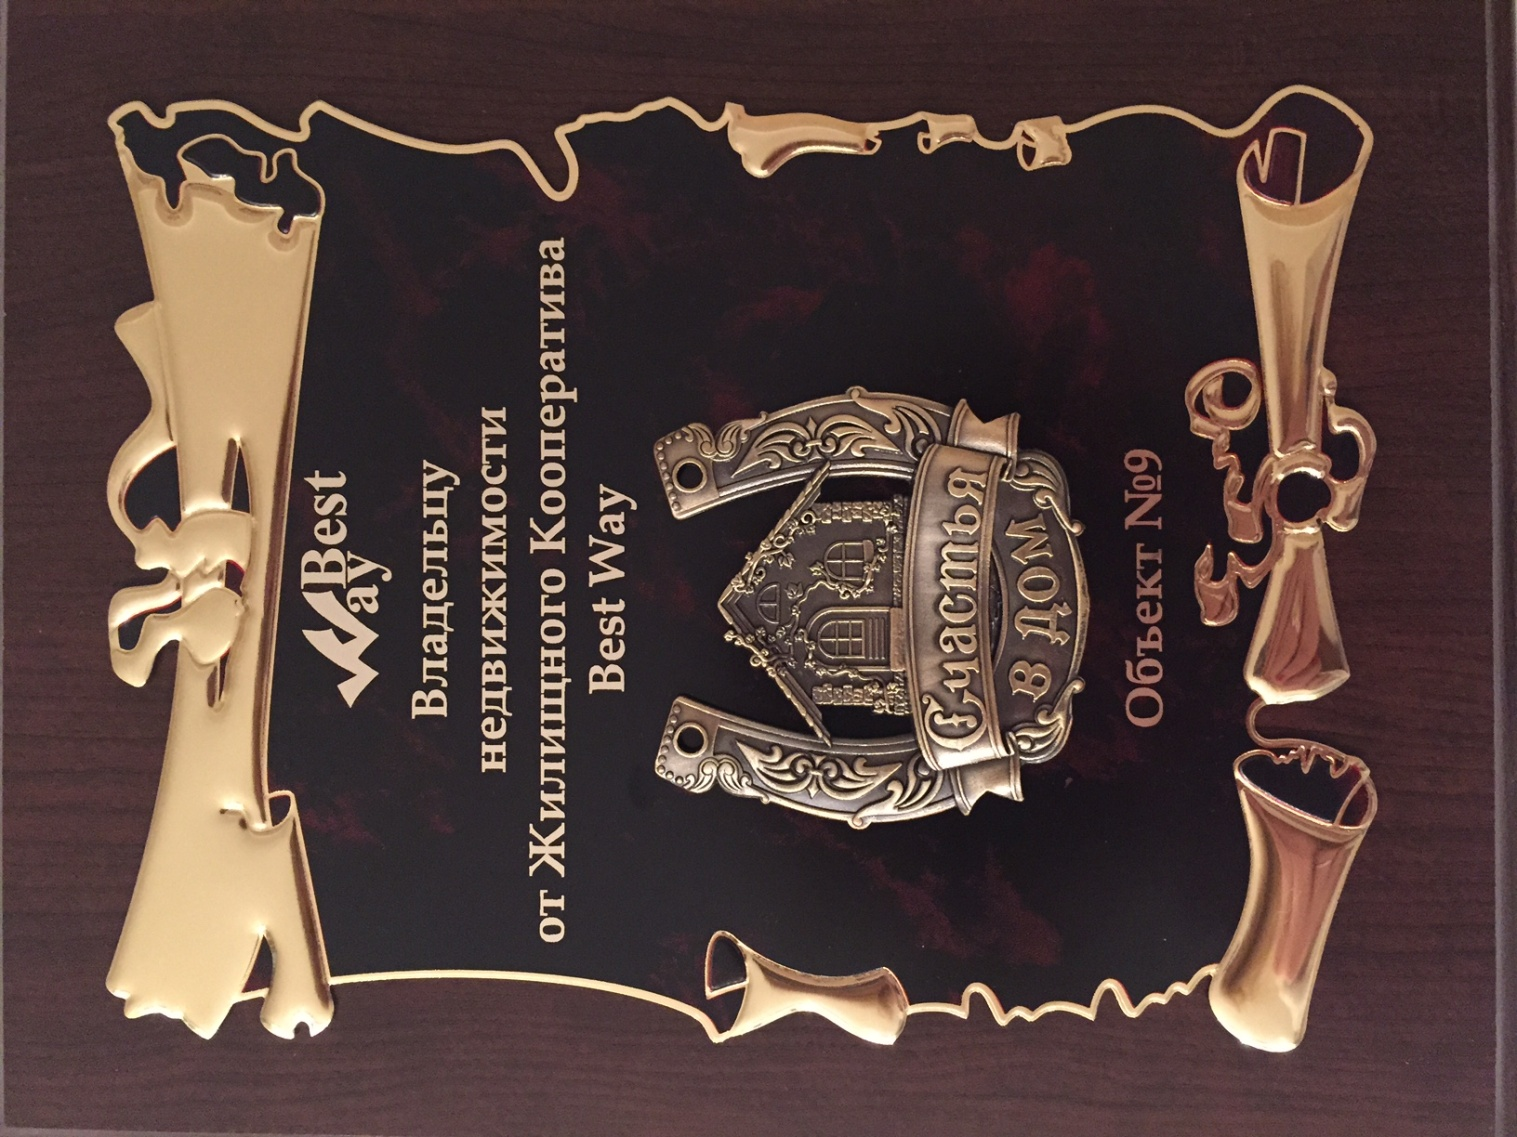 Best
Way
Владельцу
недвижимости
от Жилищного Кооператива
Best Way
Счастья
в дом
Объект №9